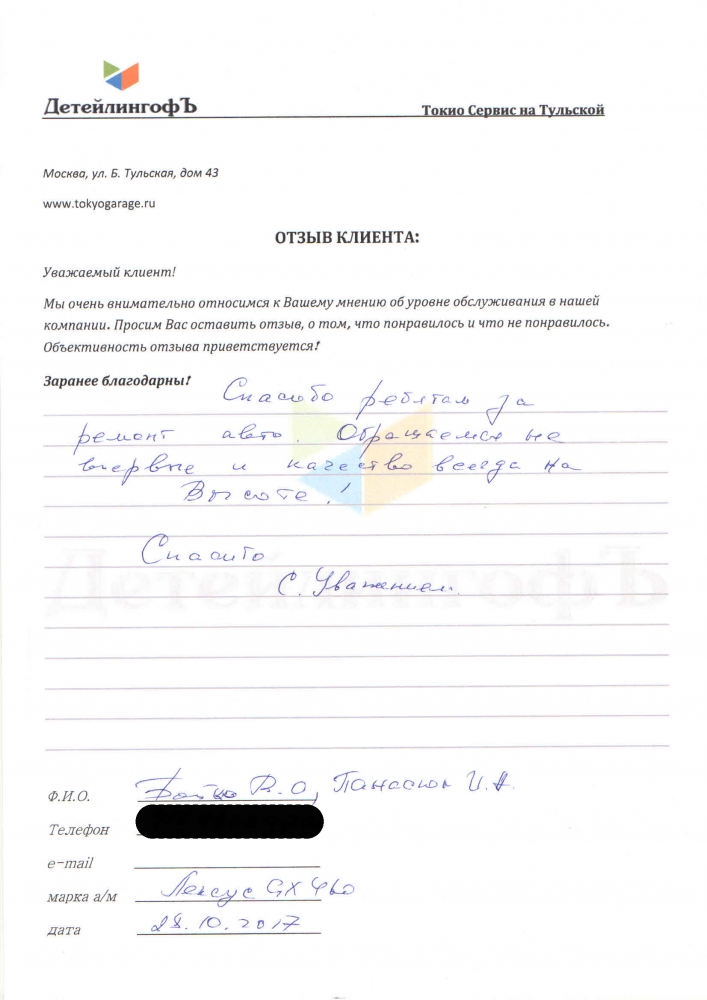 ДетейлингофЪ
Токио Сервис на Тульской
Москва, ул. Б. Тульская, дом 43
www.tokyogarage.ru
ОТЗЫВ КЛИЕНТА:
Уважаемый клиент!
Мы очень внимательно относимся к Вашему мнению об уровне обслуживания в нашей
компании. Просим Вас оставить отзыв, о том, что понравилось и что не понравилось.
Объективность отзыва приветствуется!
Заранее благодарны!
Спасибо ребятам за
ремонт авто. Обращаемся не
впервые и качество всегда на
Высоте!
Спасибо
С. Уважением.
ДетейлингофЪ
Ф.И.О. Бойко В.О, Панасюк И.А.
Телефон
e-mail
марка а/м Лексус GX 460
дата 28.10.2017